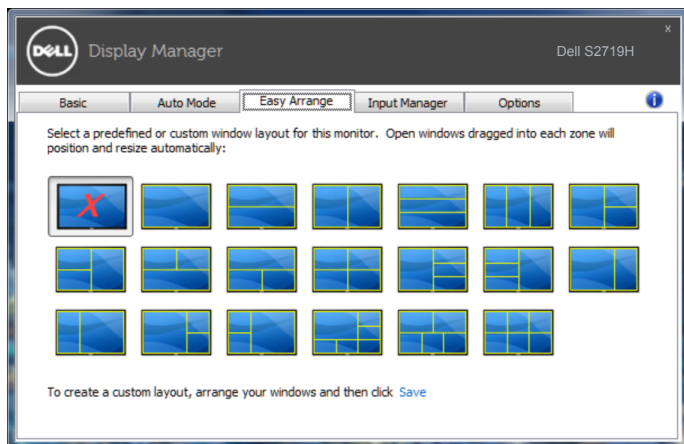 DELL Display Manager
Dell S2719H
x
Basic Auto Mode Easy Arrange Input Manager Options i
Select a predefined or custom window layout for this monitor. Open windows dragged into each zone will
position and resize automatically:
X
To create a custom layout, arrange your windows and then click Save